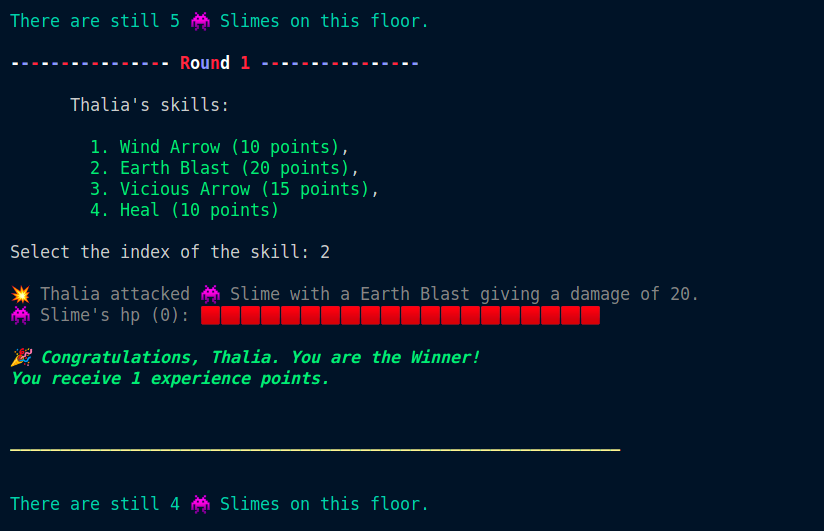 There are still 5 👾 Slimes on this floor.
---------------- Round 1 ----------------
Thalia's skills:
1. Wind Arrow (10 points),
2. Earth Blast (20 points),
3. Vicious Arrow (15 points),
4. Heal (10 points)
Select the index of the skill: 2
💥 Thalia attacked 👾 Slime with a Earth Blast giving a damage of 20.
👾 Slime's hp (0): 🟥🟥🟥🟥🟥🟥🟥🟥🟥🟥🟥🟥🟥🟥🟥🟥🟥🟥🟥🟥
🎉 Congratulations, Thalia. You are the Winner!
You receive 1 experience points.
There are still 4 👾 Slimes on this floor.